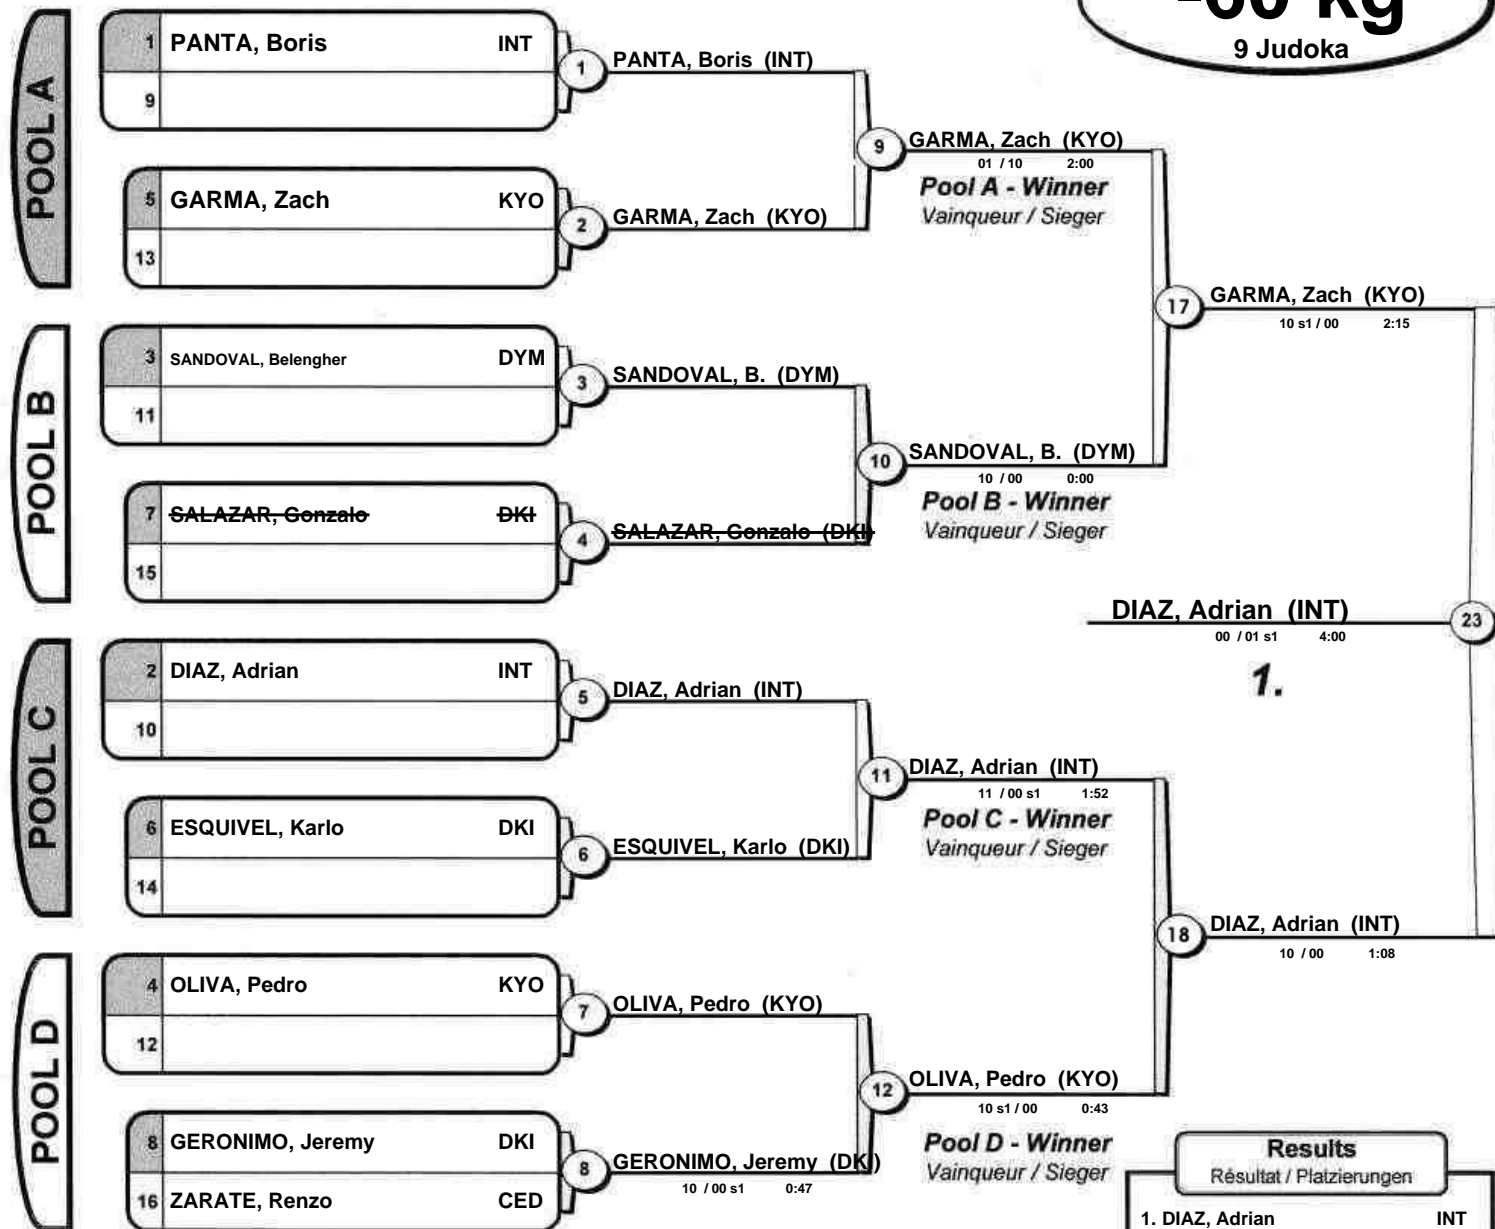 -60 kg
9 Judoka
POOL A
1 PANTA, Boris INT
9
1
PANTA, Boris (INT)
5 GARMA, Zach KYO
13
2
GARMA, Zach (KYO)
9
GARMA, Zach (KYO)
01 / 10 2:00
Pool A - Winner
Vainqueur / Sieger
POOL B
3 SANDOVAL, Belengher DYM
11
3
SANDOVAL, B. (DYM)
7 SALAZAR, Gonzalo DKI
15
4
SALAZAR, Gonzalo (DKI)
10
SANDOVAL, B. (DYM)
10 / 00 0:00
Pool B - Winner
Vainqueur / Sieger
17
GARMA, Zach (KYO)
10 s1 / 00 2:15
DIAZ, Adrian (INT)
00 / 01 s1 4:00
23
1.
POOL C
2 DIAZ, Adrian INT
10
5
DIAZ, Adrian (INT)
6 ESQUIVEL, Karlo DKI
14
6
ESQUIVEL, Karlo (DKI)
11
DIAZ, Adrian (INT)
11 / 00 s1 1:52
Pool C - Winner
Vainqueur / Sieger
POOL D
4 OLIVA, Pedro KYO
12
7
OLIVA, Pedro (KYO)
8 GERONIMO, Jeremy DKI
16 ZARATE, Renzo CED
8
GERONIMO, Jeremy (DKI)
10 / 00 s1 0:47
12
OLIVA, Pedro (KYO)
10 s1 / 00 0:43
Pool D - Winner
Vainqueur / Sieger
18
DIAZ, Adrian (INT)
10 / 00 1:08
Results
Résultat / Platzierungen
1. DIAZ, Adrian INT